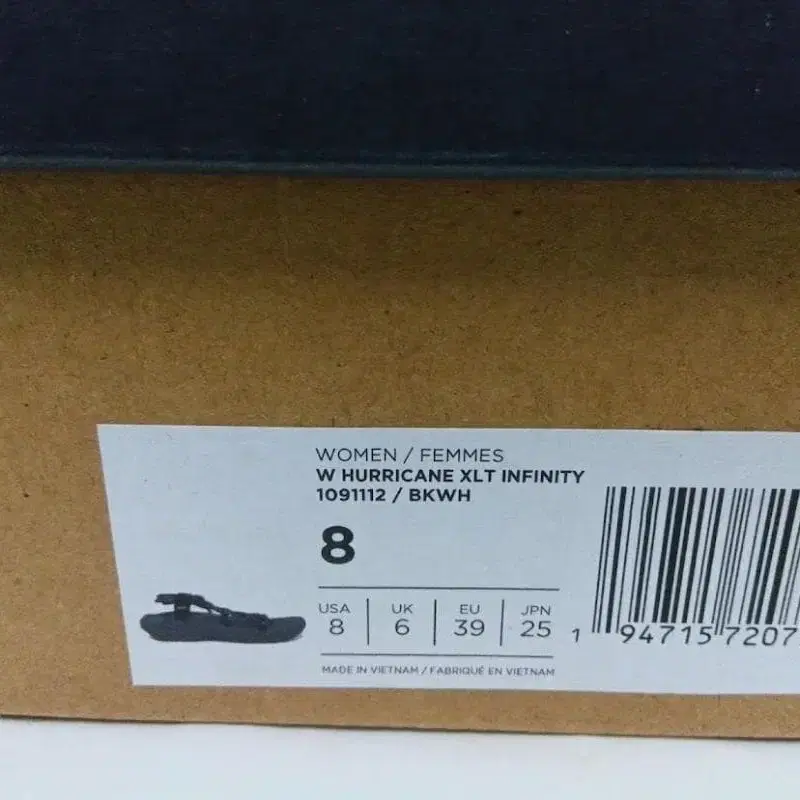 WOMEN / FEMMES
W HURRICANE XLT INFINITY
1091112 / BKWH
8
USA UK EU JPN
8 6 39 25
MADE IN VIETNAM / FABRIQUÉ EN VIETNAM
1 94715 7207